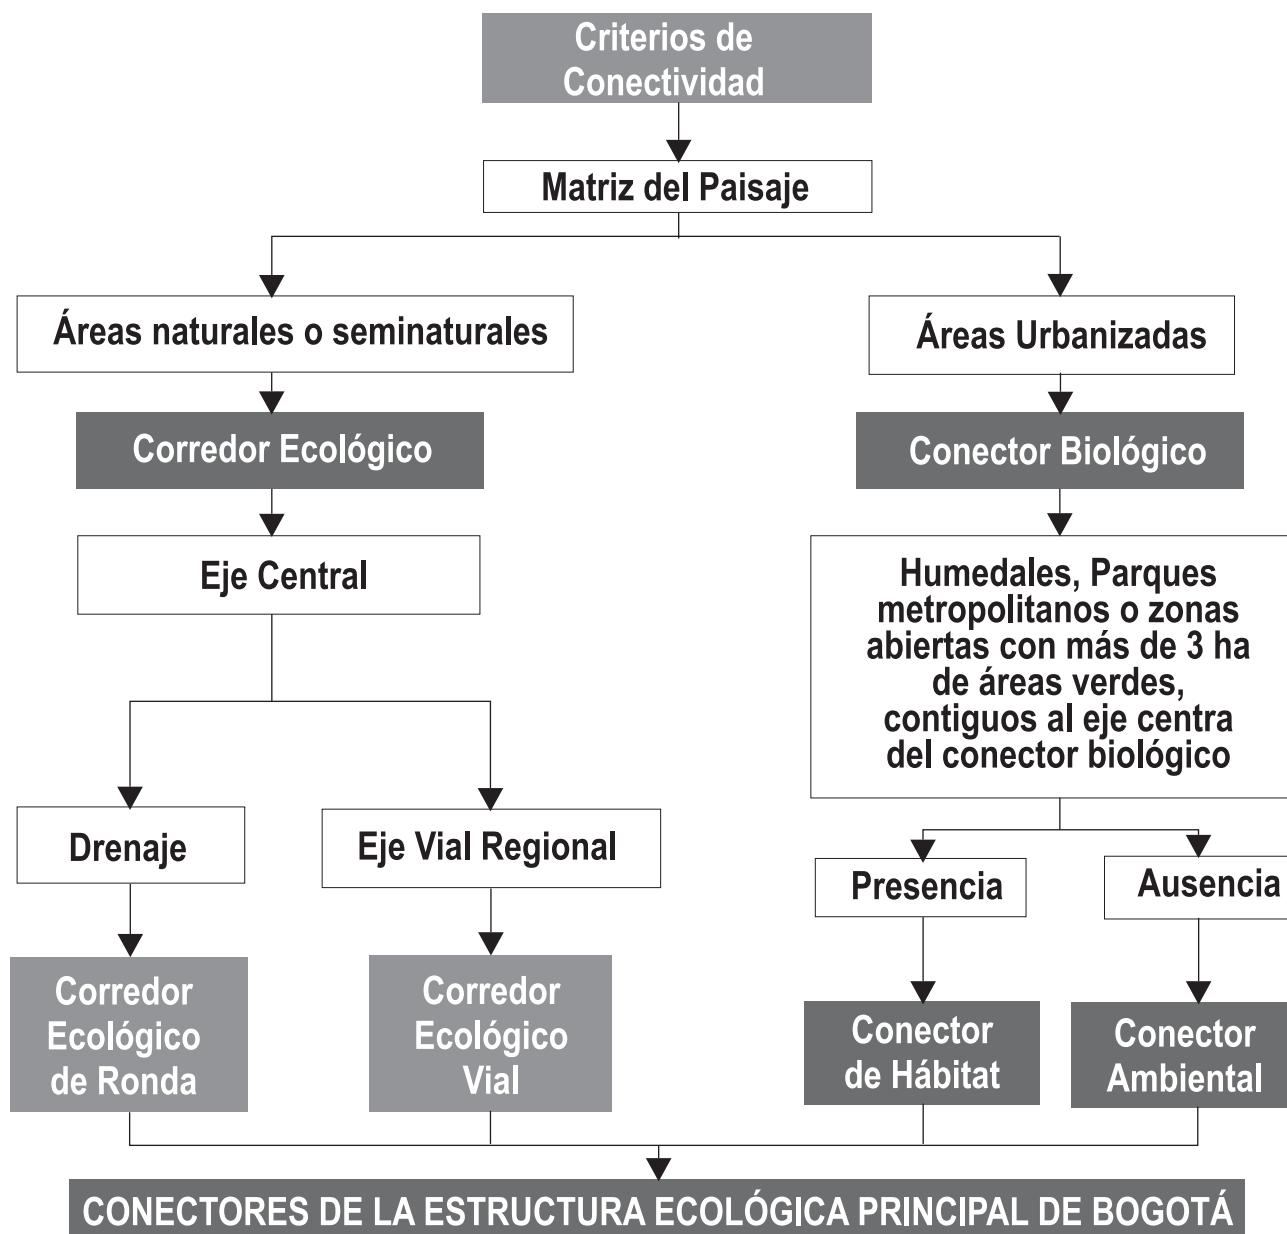 Criterios de
Conectividad
Matriz del Paisaje
Áreas naturales o seminaturales
Áreas Urbanizadas
Corredor Ecológico
Conector Biológico
Eje Central
Humedales, Parques
metropolitanos o zonas
abiertas con más de 3 ha
de áreas verdes,
contiguos al eje centra
del conector biológico
Drenaje
Eje Vial Regional
Presencia
Ausencia
Corredor
Ecológico
de Ronda
Corredor
Ecológico
Vial
Conector
de Hábitat
Conector
Ambiental
CONECTORES DE LA ESTRUCTURA ECOLÓGICA PRINCIPAL DE BOGOTÁ